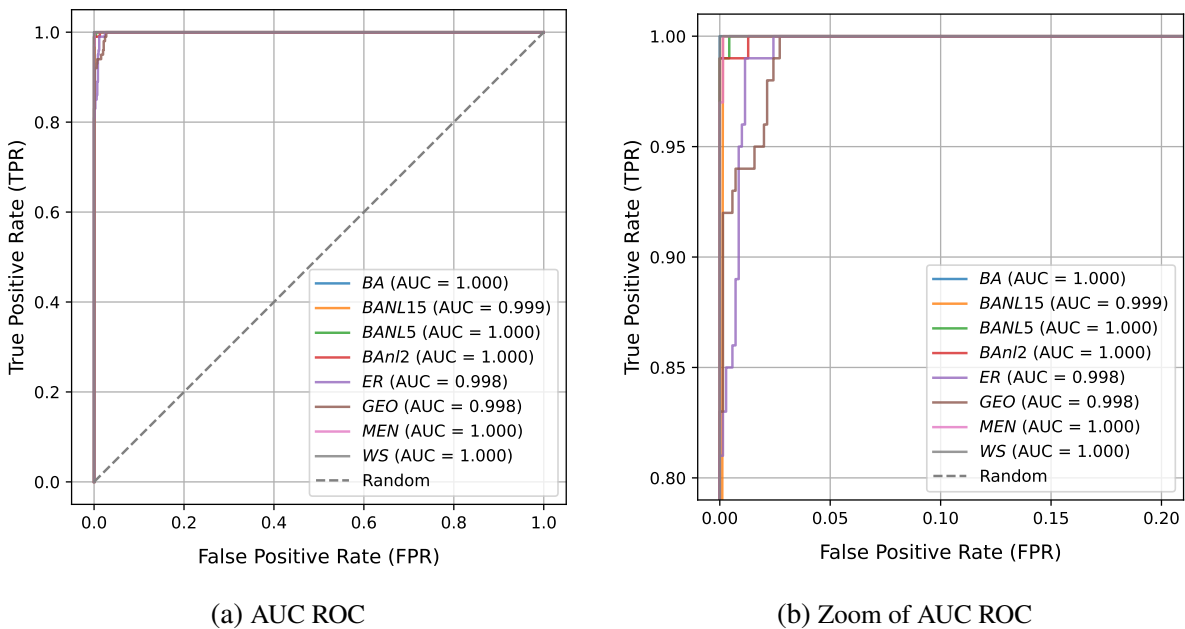 1.0
0.8
0.6
0.4
0.2
0.0
True Positive Rate (TPR)
BA (AUC = 1.000)
BANL15 (AUC = 0.999)
BANL5 (AUC = 1.000)
BAnl2 (AUC = 1.000)
ER (AUC = 0.998)
GEO (AUC = 0.998)
MEN (AUC = 1.000)
WS (AUC = 1.000)
Random
0.0 0.2 0.4 0.6 0.8 1.0
False Positive Rate (FPR)
(a) AUC ROC
1.00
0.95
0.90
0.85
0.80
True Positive Rate (TPR)
BA (AUC = 1.000)
BANL15 (AUC = 0.999)
BANL5 (AUC = 1.000)
BAnl2 (AUC = 1.000)
ER (AUC = 0.998)
GEO (AUC = 0.998)
MEN (AUC = 1.000)
WS (AUC = 1.000)
Random
0.00 0.05 0.10 0.15 0.20
False Positive Rate (FPR)
(b) Zoom of AUC ROC